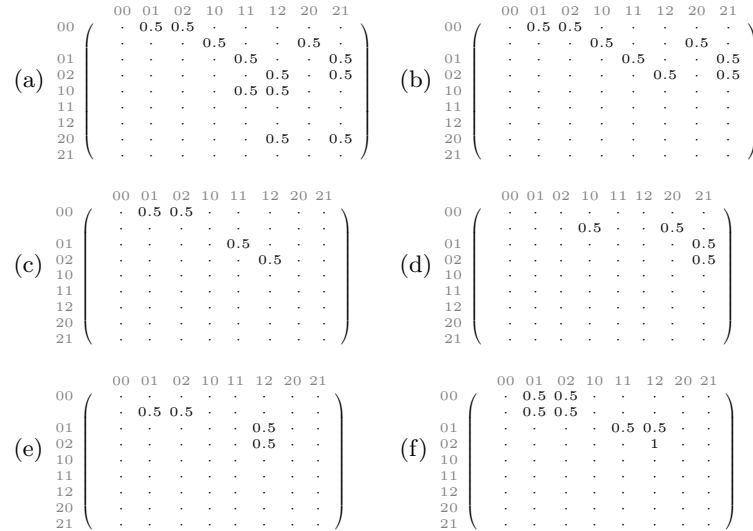 (a)
00 01 02 10 11 12 20 21
00 · 0.5 0.5 · · · · ·
· · · 0.5 · · 0.5 ·
01 · · · · 0.5 · · 0.5
02 · · · · · 0.5 · 0.5
10 · · · · 0.5 0.5 · ·
11 · · · · · · · ·
12 · · · · · · · ·
20 · · · · · 0.5 · 0.5
21 · · · · · · · ·
(b)
00 01 02 10 11 12 20 21
00 · 0.5 0.5 · · · · ·
· · · 0.5 · · 0.5 ·
01 · · · · 0.5 · · 0.5
02 · · · · · 0.5 · 0.5
10 · · · · · · · ·
11 · · · · · · · ·
12 · · · · · · · ·
20 · · · · · · · ·
21 · · · · · · · ·
(c)
00 01 02 10 11 12 20 21
00 · 0.5 0.5 · · · · ·
· · · · · · · ·
01 · · · · 0.5 · · ·
02 · · · · · 0.5 · ·
10 · · · · · · · ·
11 · · · · · · · ·
12 · · · · · · · ·
20 · · · · · · · ·
21 · · · · · · · ·
(d)
00 01 02 10 11 12 20 21
00 · · · · · · · ·
· · · 0.5 · · 0.5 ·
01 · · · · · · · 0.5
02 · · · · · · · 0.5
10 · · · · · · · ·
11 · · · · · · · ·
12 · · · · · · · ·
20 · · · · · · · ·
21 · · · · · · · ·
(e)
00 01 02 10 11 12 20 21
00 · · · · · · · ·
· 0.5 0.5 · · · · ·
01 · · · · · 0.5 · ·
02 · · · · · 0.5 · ·
10 · · · · · · · ·
11 · · · · · · · ·
12 · · · · · · · ·
20 · · · · · · · ·
21 · · · · · · · ·
(f)
00 01 02 10 11 12 20 21
00 · 0.5 0.5 · · · · ·
· 0.5 0.5 · · · · ·
01 · · · · 0.5 0.5 · ·
02 · · · · · 1 · ·
10 · · · · · · · ·
11 · · · · · · · ·
12 · · · · · · · ·
20 · · · · · · · ·
21 · · · · · · · ·